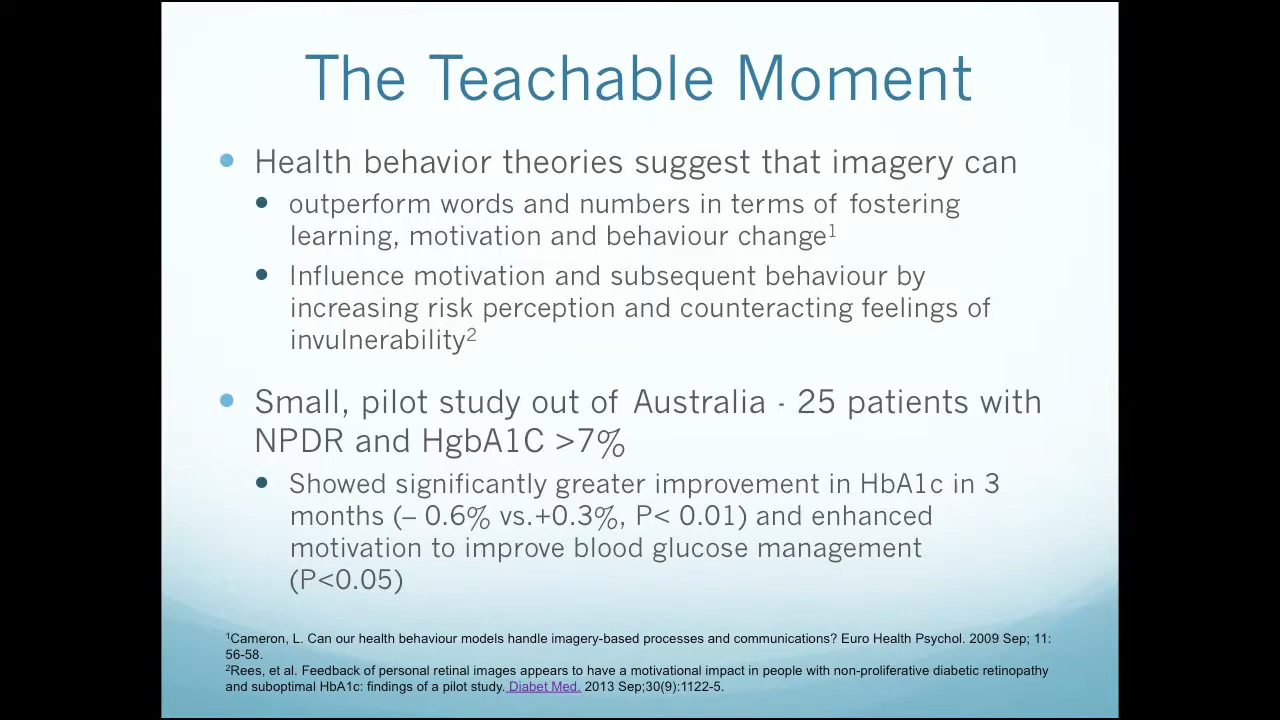 The Teachable Moment
Health behavior theories suggest that imagery can
outperform words and numbers in terms of fostering
learning, motivation and behaviour change¹
Influence motivation and subsequent behaviour by
increasing risk perception and counteracting feelings of
invulnerability²
Small, pilot study out of Australia - 25 patients with
NPDR and HgbA1C >7%
Showed significantly greater improvement in HbA1c in 3
months (– 0.6% vs.+0.3%, P< 0.01) and enhanced
motivation to improve blood glucose management
(P<0.05)
¹Cameron, L. Can our health behaviour models handle imagery-based processes and communications? Euro Health Psychol. 2009 Sep; 11:
56-58.
²Rees, et al. Feedback of personal retinal images appears to have a motivational impact in people with non-proliferative diabetic retinopathy
and suboptimal HbA1c: findings of a pilot study. Diabet Med. 2013 Sep;30(9):1122-5.